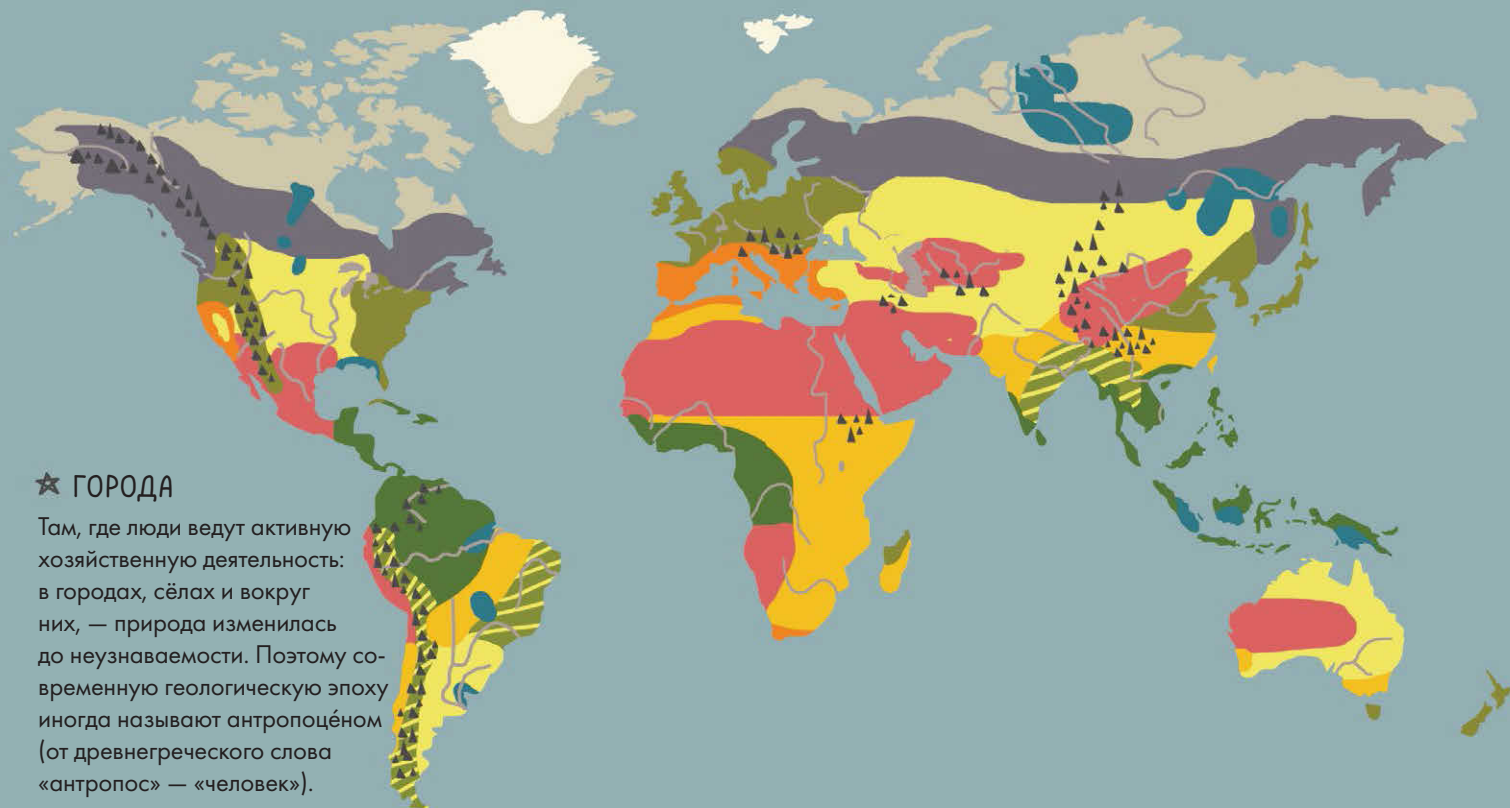 ГОРОДА
Там, где люди ведут активную
хозяйственную деятельность:
в городах, сёлах и вокруг
них, — природа изменилась
до неузнаваемости. Поэтому со-
временную геологическую эпоху
иногда называют антропоце́ном
(от древнегреческого слова
«антропос» — «человек»).